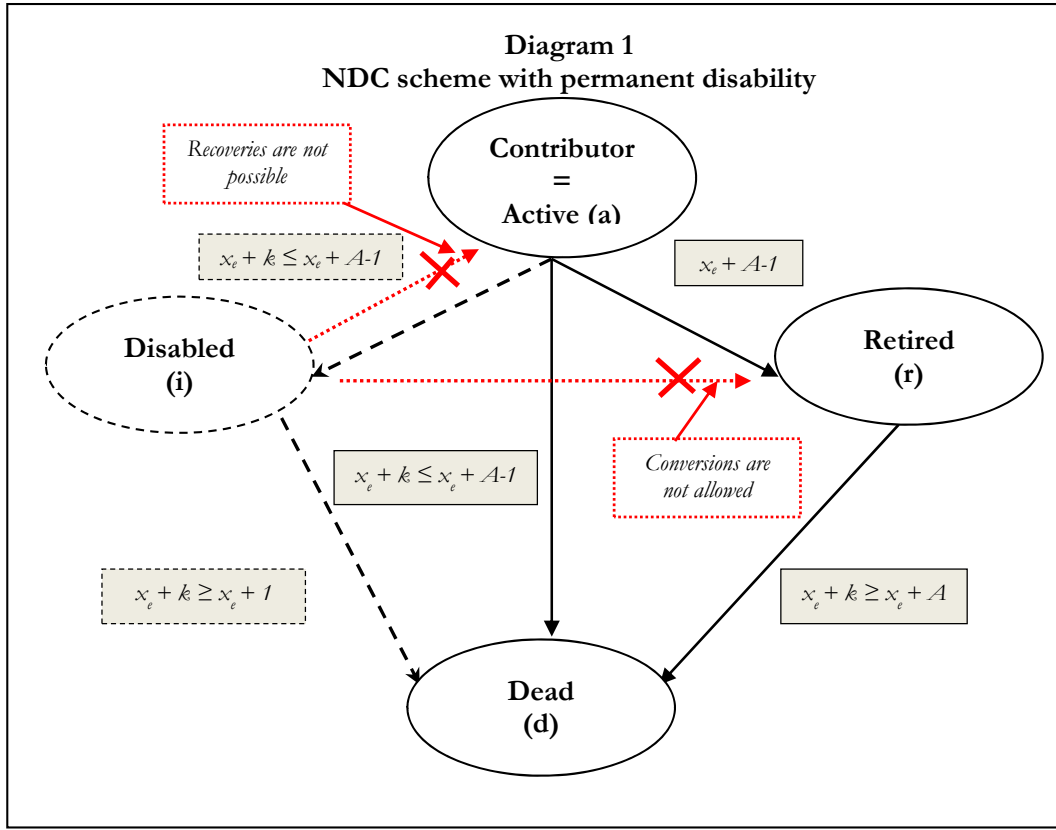 Diagram 1
NDC scheme with permanent disability
Recoveries are not
possible
Contributor
=
Active (a)
xₑ + k ≤ xₑ + A-1
xₑ + A-1
Disabled
(i)
Retired
(r)
xₑ + k ≤ xₑ + A-1
Conversions are
not allowed
xₑ + k ≥ xₑ + 1
xₑ + k ≥ xₑ + A
Dead
(d)